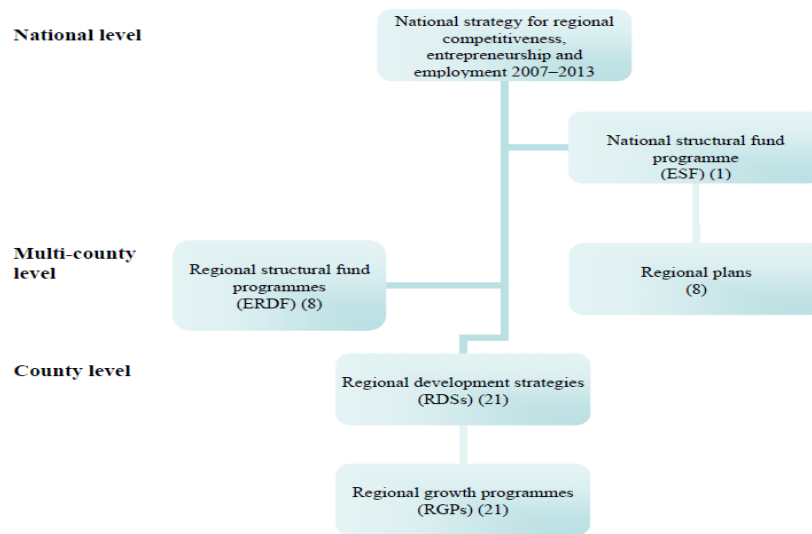 National level
National strategy for regional
competitiveness,
entrepreneurship and
employment 2007–2013
National structural fund
programme
(ESF) (1)
Multi-county
level
Regional structural fund
programmes
(ERDF) (8)
Regional plans
(8)
County level
Regional development strategies
(RDSs) (21)
Regional growth programmes
(RGPs) (21)